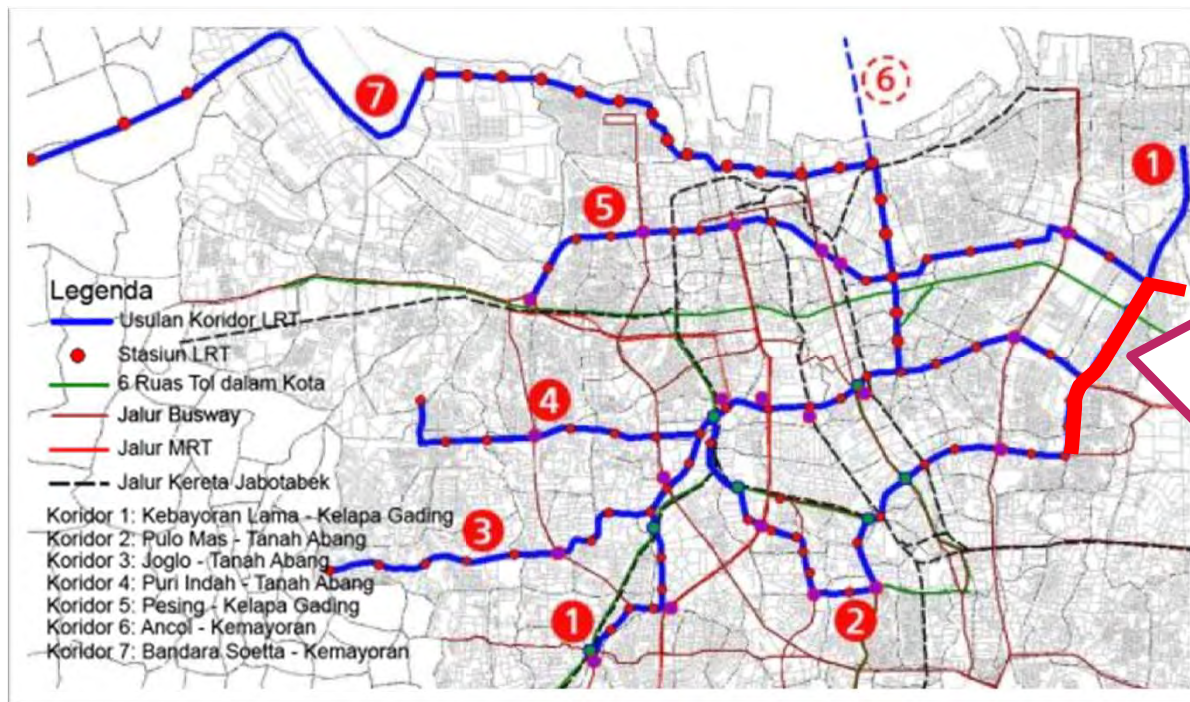 7
6
1
5
Legenda
Usulan Koridor LRT
Stasiun LRT
6 Ruas Tol dalam Kota
Jalur Busway
Jalur MRT
Jalur Kereta Jabotabek
4
Koridor 1: Kebayoran Lama - Kelapa Gading
Koridor 2: Pulo Mas - Tanah Abang
Koridor 3: Joglo - Tanah Abang
Koridor 4: Puri Indah - Tanah Abang
Koridor 5: Pesing - Kelapa Gading
Koridor 6: Ancol - Kemayoran
Koridor 7: Bandara Soetta - Kemayoran
3
1
2